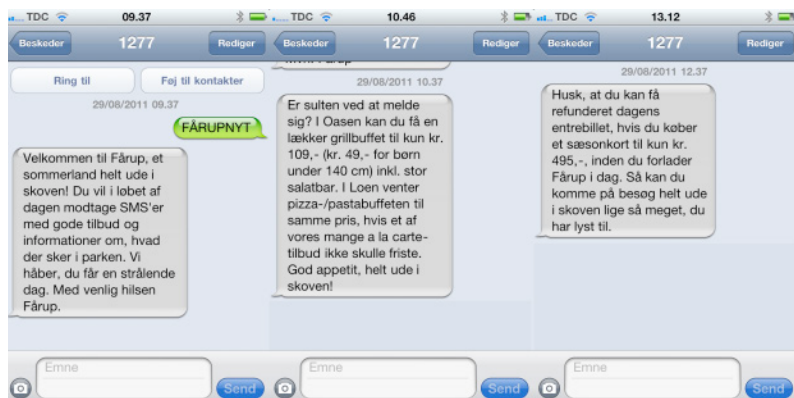 TDC 09.37
Beskeder 1277 Rediger
Ring til Føj til kontakter
29/08/2011 09.37
FÅRUPNYT
Velkommen til Fårup, et
sommerland helt ude i
skoven! Du vil i løbet af
dagen modtage SMS'er
med gode tilbud og
informationer om, hvad
der sker i parken. Vi
håber, du får en strålende
dag. Med venlig hilsen
Fårup.
Emne
Send
TDC 10.46
Beskeder 1277 Rediger
29/08/2011 10.37
Er sulten ved at melde
sig? I Oasen kan du få en
lækker grillbuffet til kun kr.
109,- (kr. 49,- for børn
under 140 cm) inkl. stor
salatbar. I Loen venter
pizza-/pastabuffeten til
samme pris, hvis et af
vores mange a la carte-
tilbud ikke skulle friste.
God appetit, helt ude i
skoven!
Emne
Send
TDC 13.12
Beskeder 1277 Rediger
29/08/2011 12.37
Husk, at du kan få
refunderet dagens
entrebillet, hvis du køber
et sæsonkort til kun kr.
495,-, inden du forlader
Fårup i dag. Så kan du
komme på besøg helt ude
i skoven lige så meget, du
har lyst til.
Emne
Send